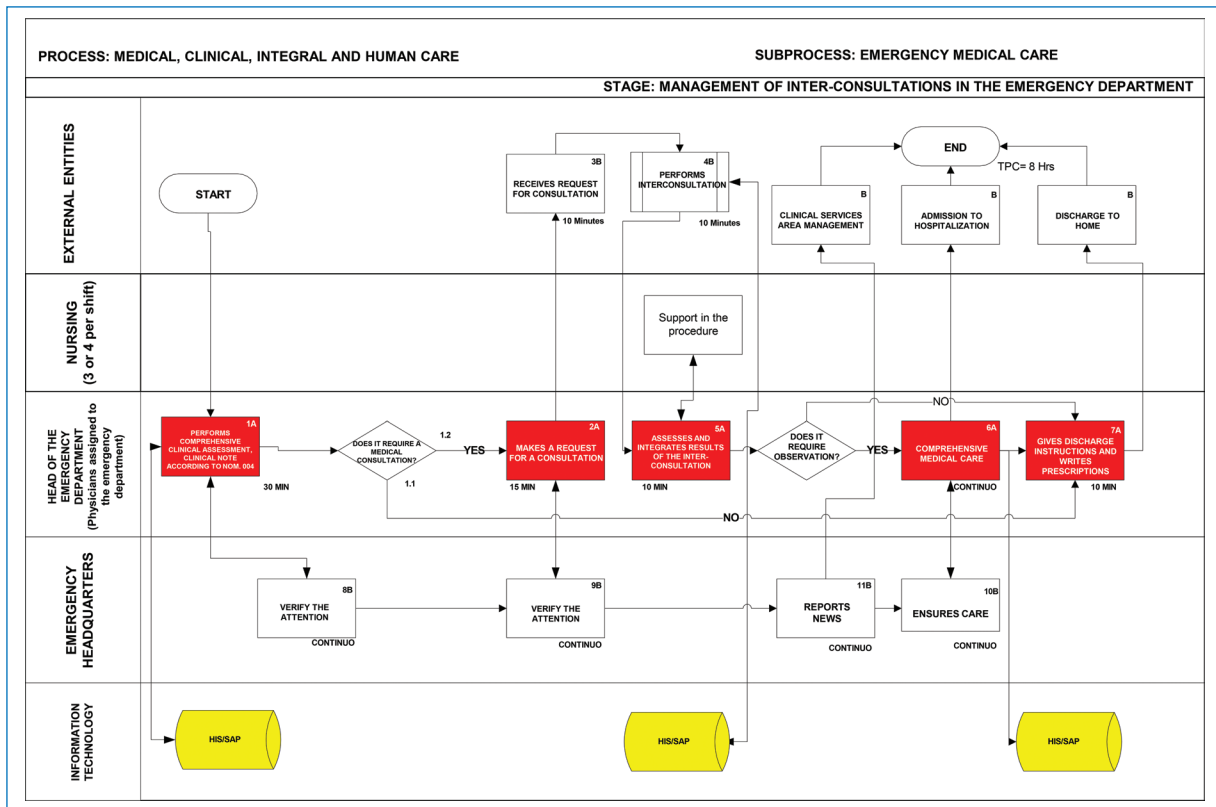 PROCESS: MEDICAL, CLINICAL, INTEGRAL AND HUMAN CARE
SUBPROCESS: EMERGENCY MEDICAL CARE
STAGE: MANAGEMENT OF INTER-CONSULTATIONS IN THE EMERGENCY DEPARTMENT
EXTERNAL ENTITIES
START
3B
RECEIVES REQUEST
FOR CONSULTATION
10 Minutes
4B
PERFORMS
INTERCONSULTATION
10 Minutes
END
TPC= 8 Hrs
B
CLINICAL SERVICES
AREA MANAGEMENT
B
ADMISSION TO
HOSPITALIZATION
B
DISCHARGE TO
HOME
NURSING
(3 or 4 per shift)
Support in the
procedure
HEAD OF THE
EMERGENCY
DEPARTMENT
(Physicians assigned to
the emergency
department)
1A
PERFORMS
COMPREHENSIVE
CLINICAL ASSESSMENT,
CLINICAL NOTE
ACCORDING TO NOM. 004
30 MIN
DOES IT REQUIRE A
MEDICAL
CONSULTATION?
1.2
YES
1.1
NO
2A
MAKES A REQUEST
FOR A CONSULTATION
15 MIN
5A
ASSESSES AND
INTEGRATES RESULTS
OF THE INTER-
CONSULTATION
10 MIN
DOES IT
REQUIRE
OBSERVATION?
NO
YES
6A
COMPREHENSIVE
MEDICAL CARE
CONTINUO
7A
GIVES DISCHARGE
INSTRUCTIONS AND
WRITES
PRESCRIPTIONS
10 MIN
EMERGENCY
HEADQUARTERS
8B
VERIFY THE
ATTENTION
CONTINUO
9B
VERIFY THE
ATTENTION
CONTINUO
11B
REPORTS
NEWS
CONTINUO
10B
ENSURES CARE
CONTINUO
INFORMATION
TECHNOLOGY
HIS/SAP
HIS/SAP
HIS/SAP